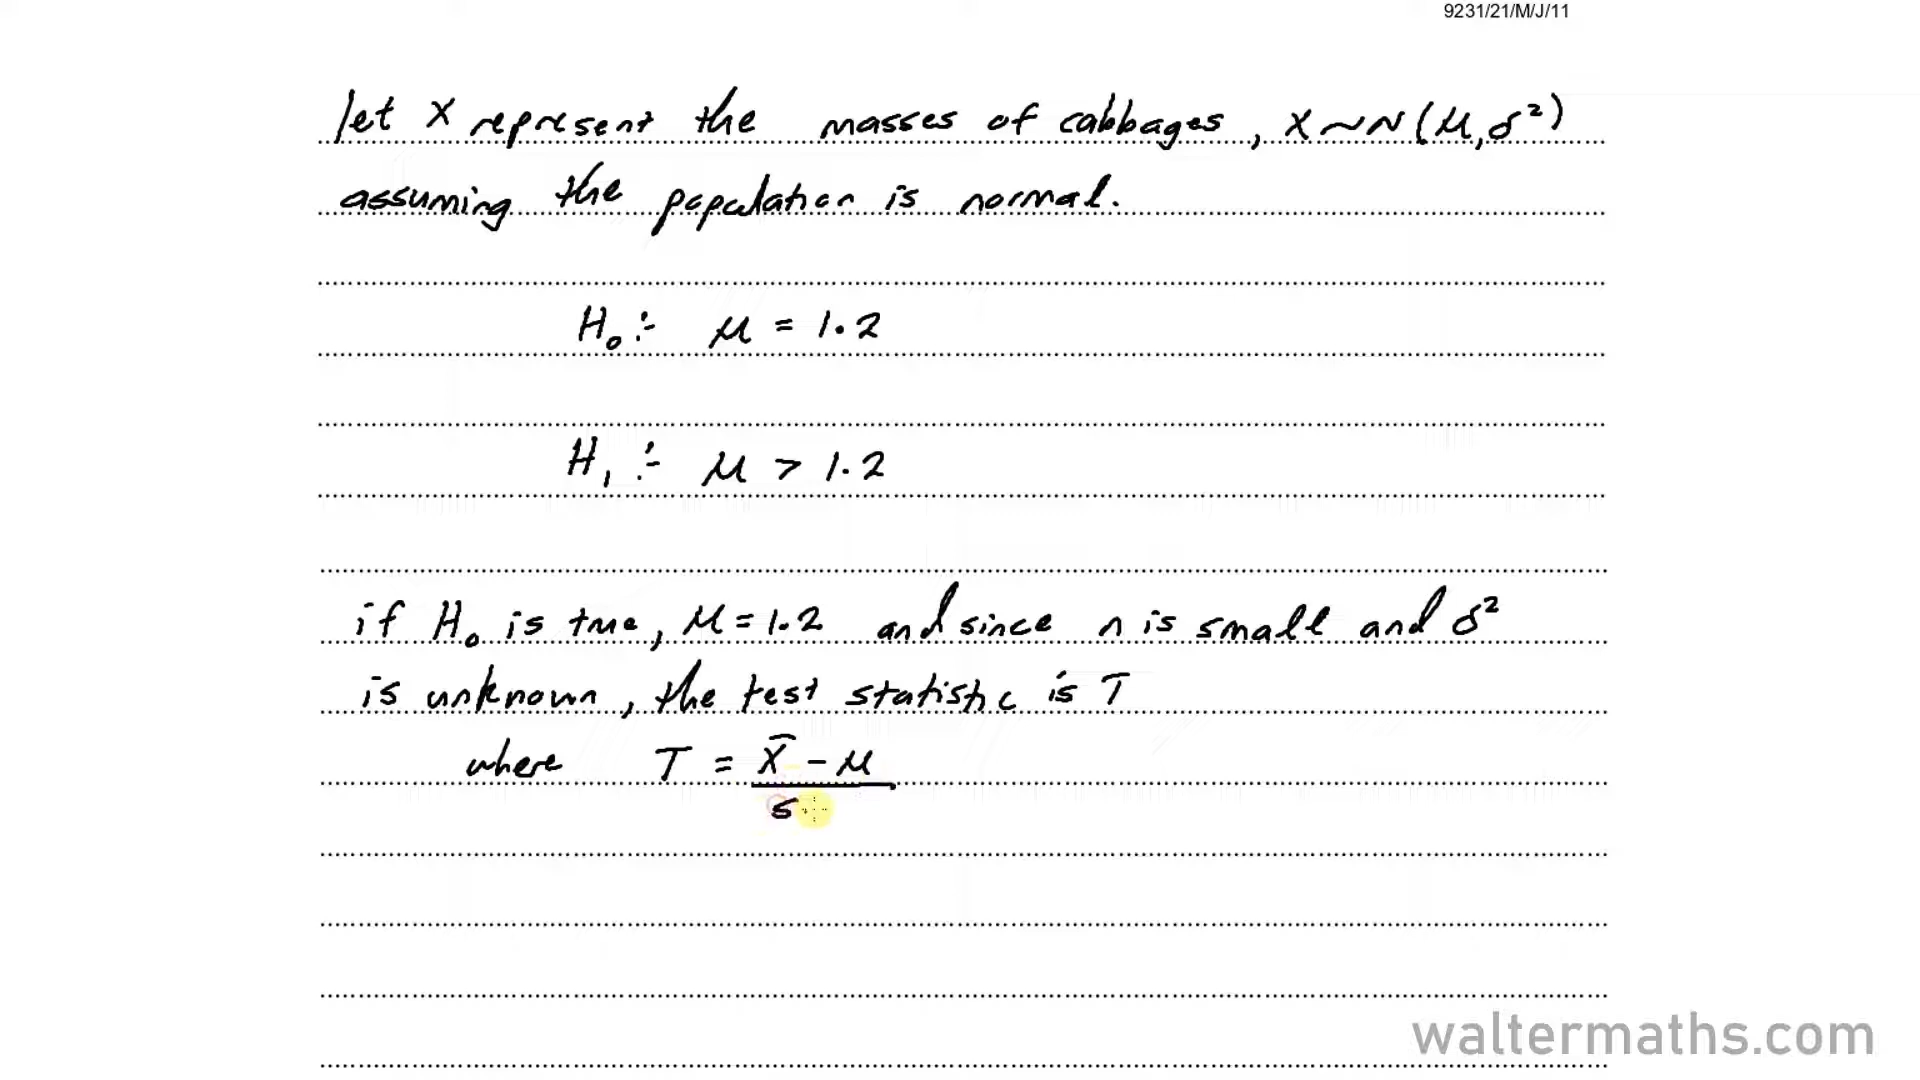 9231/21/M/J/11
let X represent the masses of cabbages, X ~ N(μ, σ²)
assuming the population is normal.
H₀ :- μ = 1.2
H₁ :- μ > 1.2
if H₀ is true, μ = 1.2 and since n is small and σ²
is unknown, the test statistic is T
where T = X̄ - μ
s
waltermaths.com